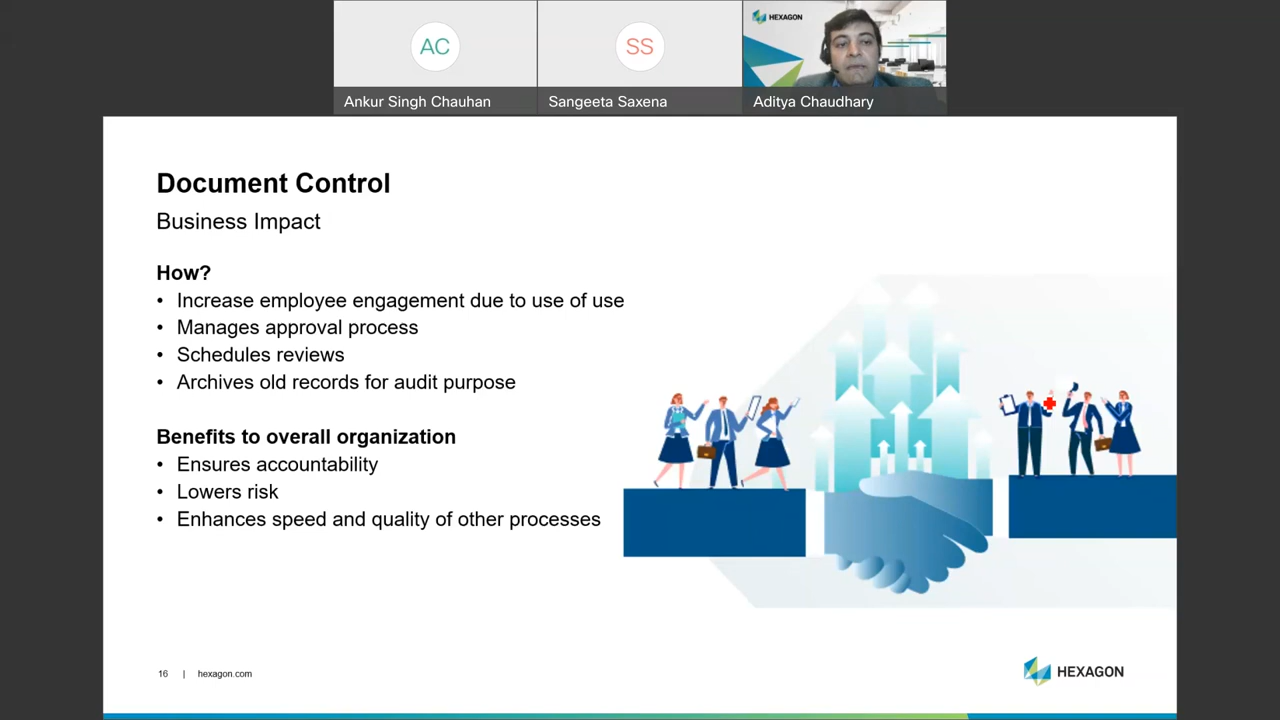 HEXAGON
AC
SS
Ankur Singh Chauhan
Sangeeta Saxena
Aditya Chaudhary
Document Control
Business Impact
How?
• Increase employee engagement due to use of use
• Manages approval process
• Schedules reviews
• Archives old records for audit purpose
Benefits to overall organization
• Ensures accountability
• Lowers risk
• Enhances speed and quality of other processes
16 | hexagon.com
HEXAGON